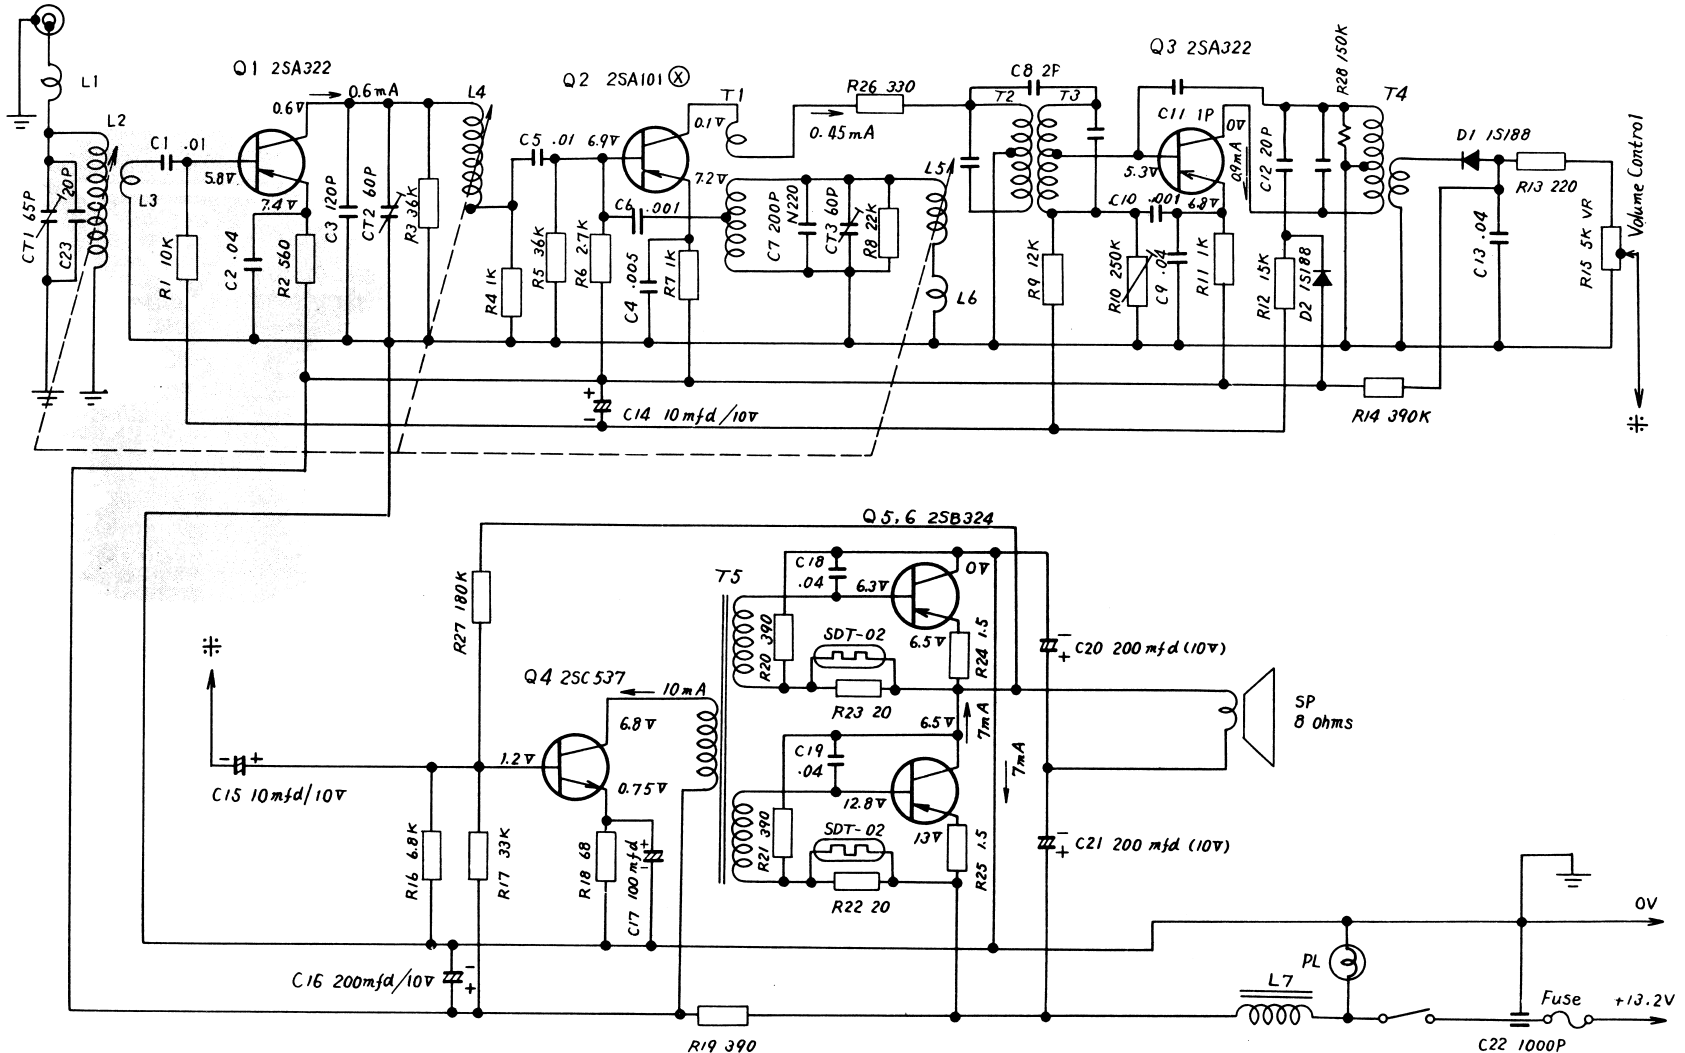 L1
L2
L3
CT1 65P
C23 20P
C1 .01
5.8V
R1 10K
Q1 2SA322
0.6V
0.6mA
7.4V
C2 .04
R2 560
C3 120P
CT2 60P
R3 36K
L4
R4 1K
C5 .01
6.9V
R5 36K
R6 2.7K
Q2 2SA101 X
T1
0.1V
7.2V
C6 .001
C4 .005
R7 1K
C7 200P
N220
CT3 60P
R8 22K
L5
L6
R26 330
0.45mA
C8 2P
T2
T3
R9 12K
R10 250K
C10 .001
C9 .04
Q3 2SA322
C11 1P
0V
0.9mA
5.3V
6.8V
R11 1K
C12 20P
R12 15K
D2 1S188
R28 150K
T4
D1 1S188
R13 220
C13 .04
R15 5K VR
Volume Control
R14 390K
C14 10mfd/10V
+
-
Q5,6 2SB324
R27 180K
T5
C18
.04
6.3V
0V
6.5V
R20 390
SDT-02
R24 1.5
R23 20
C20 200mfd (10V)
-
+
Q4 2SC537
10mA
6.8V
6.5V
7mA
7mA
SP
8 Ohms
- +
C15 10mfd/10V
1.2V
0.75V
C19
.04
12.8V
13V
R21 390
SDT-02
R25 1.5
R22 20
-
+
C21 200 mfd (10V)
R16 6.8K
R17 33K
R18 68
C17 100mfd
+
-
C16 200mfd/10V
-
+
R19 390
0V
PL
L7
Fuse
+13.2V
C22 1000P